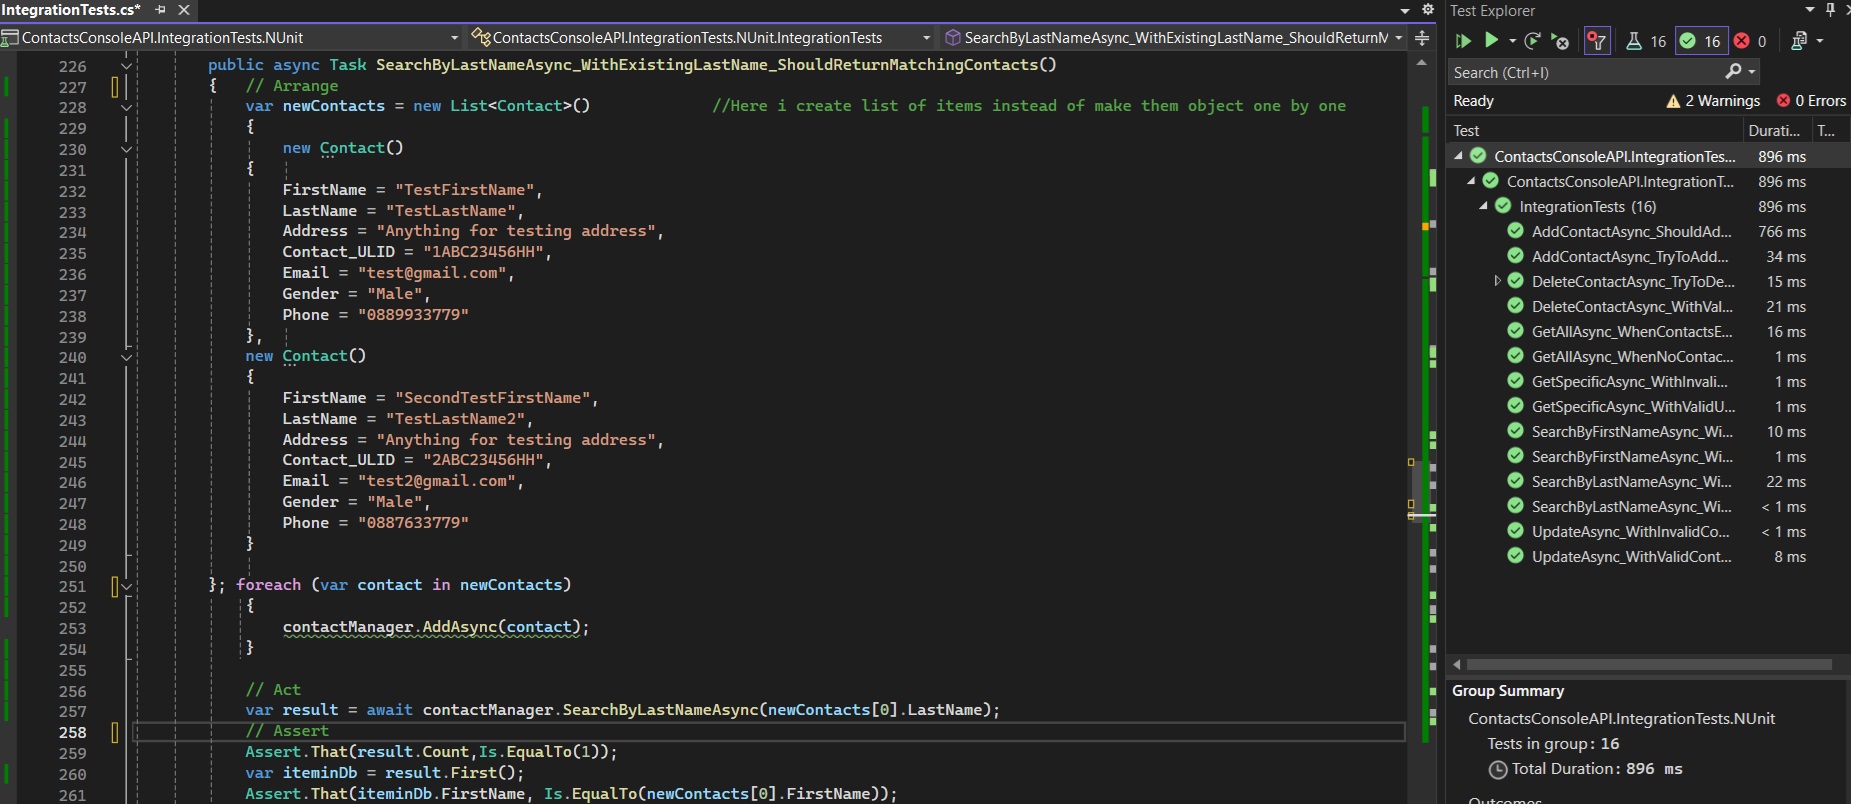 IntegrationTests.cs*
ContactsConsoleAPI.IntegrationTests.NUnit
ContactsConsoleAPI.IntegrationTests.NUnit.IntegrationTests
SearchByLastNameAsync_WithExistingLastName_ShouldReturnM
226 public async Task SearchByLastNameAsync_WithExistingLastName_ShouldReturnMatchingContacts()
227 { // Arrange
228 var newContacts = new List<Contact>() //Here i create list of items instead of make them object one by one
229 {
230 new Contact()
231 {
232 FirstName = "TestFirstName",
233 LastName = "TestLastName",
234 Address = "Anything for testing address",
235 Contact_ULID = "1ABC23456HH",
236 Email = "test@gmail.com",
237 Gender = "Male",
238 Phone = "0889933779"
239 },
240 new Contact()
241 {
242 FirstName = "SecondTestFirstName",
243 LastName = "TestLastName2",
244 Address = "Anything for testing address",
245 Contact_ULID = "2ABC23456HH",
246 Email = "test2@gmail.com",
247 Gender = "Male",
248 Phone = "0887633779"
249 }
250
251 }; foreach (var contact in newContacts)
252 {
253 contactManager.AddAsync(contact);
254 }
255
256 // Act
257 var result = await contactManager.SearchByLastNameAsync(newContacts[0].LastName);
258 // Assert
259 Assert.That(result.Count,Is.EqualTo(1));
260 var iteminDb = result.First();
261 Assert.That(iteminDb.FirstName, Is.EqualTo(newContacts[0].FirstName));
Test Explorer
16 16 0
Search (Ctrl+I)
Ready 2 Warnings 0 Errors
Test Durati... T...
ContactsConsoleAPI.IntegrationTes... 896 ms
ContactsConsoleAPI.IntegrationT... 896 ms
IntegrationTests (16) 896 ms
AddContactAsync_ShouldAd... 766 ms
AddContactAsync_TryToAdd... 34 ms
DeleteContactAsync_TryToDe... 15 ms
DeleteContactAsync_WithVal... 21 ms
GetAllAsync_WhenContactsE... 16 ms
GetAllAsync_WhenNoContac... 1 ms
GetSpecificAsync_WithInvali... 1 ms
GetSpecificAsync_WithValidU... 1 ms
SearchByFirstNameAsync_Wi... 10 ms
SearchByFirstNameAsync_Wi... 1 ms
SearchByLastNameAsync_Wi... 22 ms
SearchByLastNameAsync_Wi... < 1 ms
UpdateAsync_WithInvalidCo... < 1 ms
UpdateAsync_WithValidCont... 8 ms
Group Summary
ContactsConsoleAPI.IntegrationTests.NUnit
Tests in group: 16
Total Duration: 896 ms
Outcomes